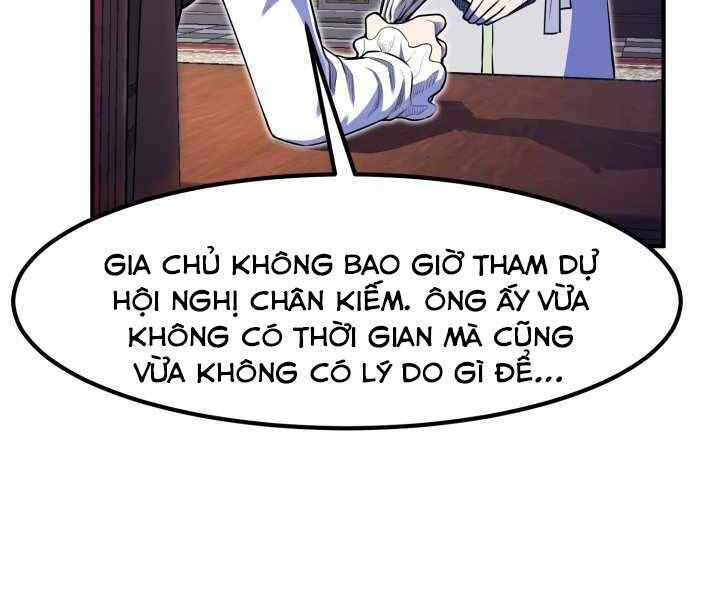 GIA CHỦ KHÔNG BAO GIỜ THAM DỰ
HỘI NGHỊ CHÂN KIẾM. ÔNG ẤY VỪA
KHÔNG CÓ THỜI GIAN MÀ CŨNG
VỪA KHÔNG CÓ LÝ DO GÌ ĐỂ...